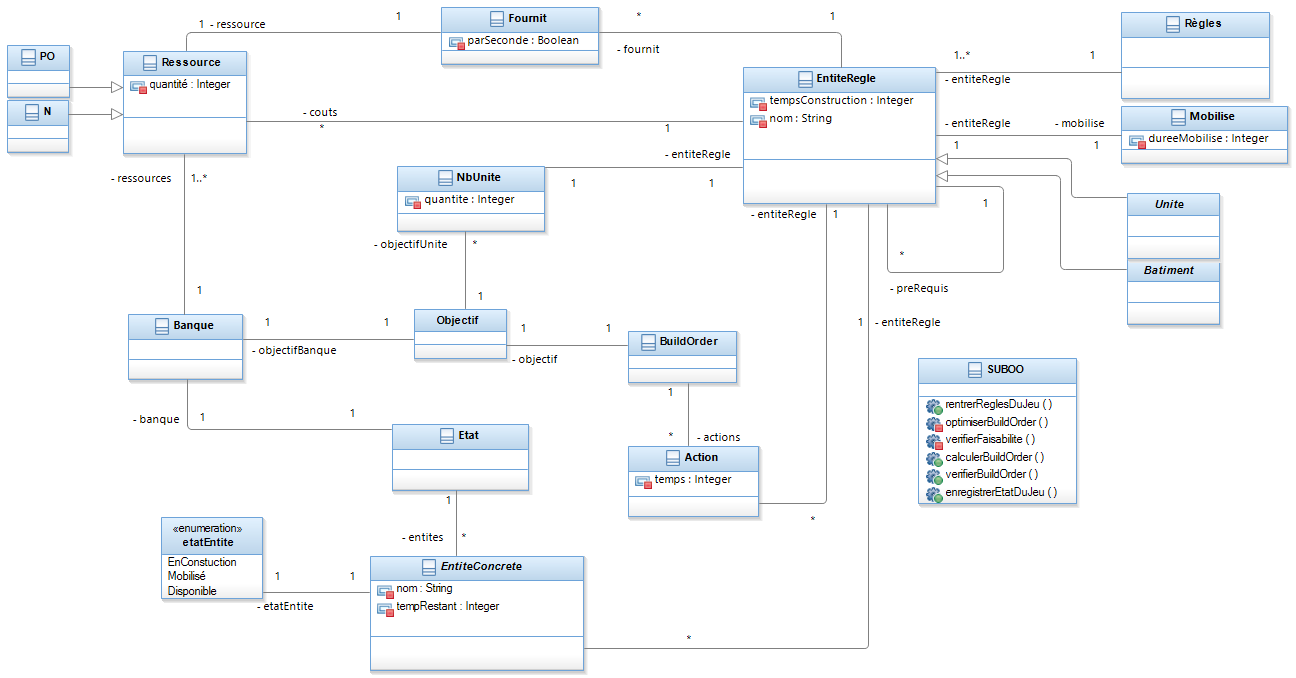 1 - ressource
1
Fournit
parSeconde : Boolean
*
1
- fournit
PO
N
Ressource
quantité : Integer
- couts
*
1
EntiteRegle
tempsConstruction : Integer
nom : String
1..*
1
- entiteRegle
Règles
- entiteRegle
- mobilise
1
1
Mobilise
dureeMobilise : Integer
- ressources
1..*
NbUnite
quantite : Integer
- entiteRegle
1
1
- entiteRegle
1
1
*
- preRequis
Unite
Batiment
- objectifUnite
*
1
1
Banque
1
1
- objectifBanque
Objectif
1
1
- objectif
BuildOrder
1
- entiteRegle
SUBOO
rentrerReglesDuJeu ( )
optimiserBuildOrder ( )
verifierFaisabilite ( )
calculerBuildOrder ( )
verifierBuildOrder ( )
enregistrerEtatDuJeu ( )
- banque
1
1
Etat
1
*
- actions
Action
temps : Integer
*
1
- entites
*
«enumeration»
etatEntite
EnConstuction
Mobilisé
Disponible
1
1
- etatEntite
EntiteConcrete
nom : String
tempRestant : Integer
*